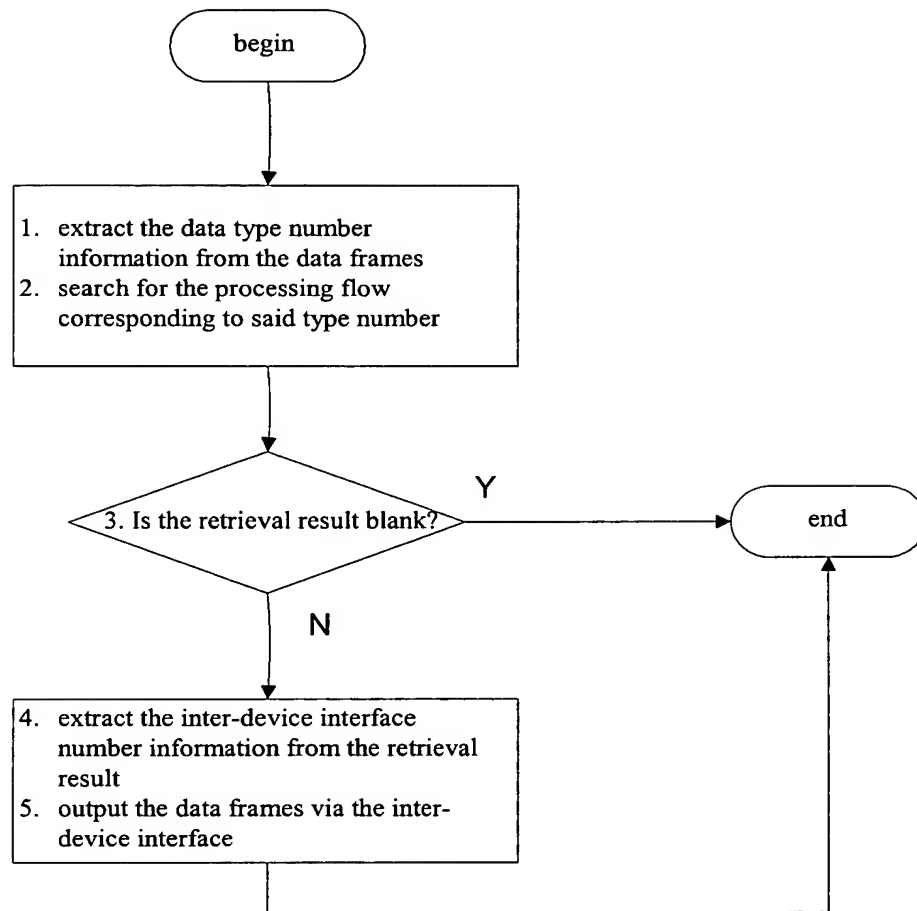 begin
1. extract the data type number
information from the data frames
2. search for the processing flow
corresponding to said type number
3. Is the retrieval result blank?
Y
end
N
4. extract the inter-device interface
number information from the retrieval
result
5. output the data frames via the inter-
device interface